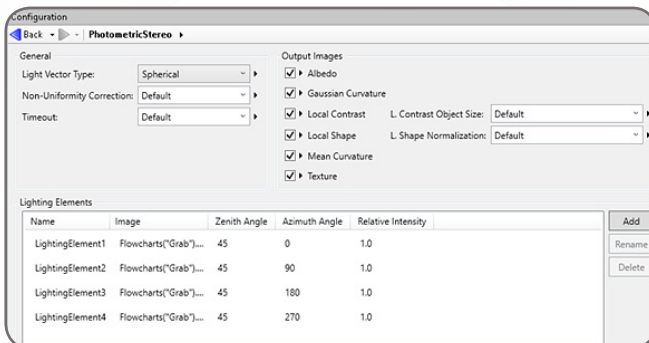 Configuration
Back PhotometricStereo
General
Light Vector Type: Spherical
Non-Uniformity Correction: Default
Timeout: Default
Output Images
Albedo
Gaussian Curvature
Local Contrast L. Contrast Object Size: Default
Local Shape L. Shape Normalization: Default
Mean Curvature
Texture
Lighting Elements
Name Image Zenith Angle Azimuth Angle Relative Intensity
LightingElement1 Flowcharts("Grab").... 45 0 1.0
LightingElement2 Flowcharts("Grab").... 45 90 1.0
LightingElement3 Flowcharts("Grab").... 45 180 1.0
LightingElement4 Flowcharts("Grab").... 45 270 1.0
Add
Rename
Delete